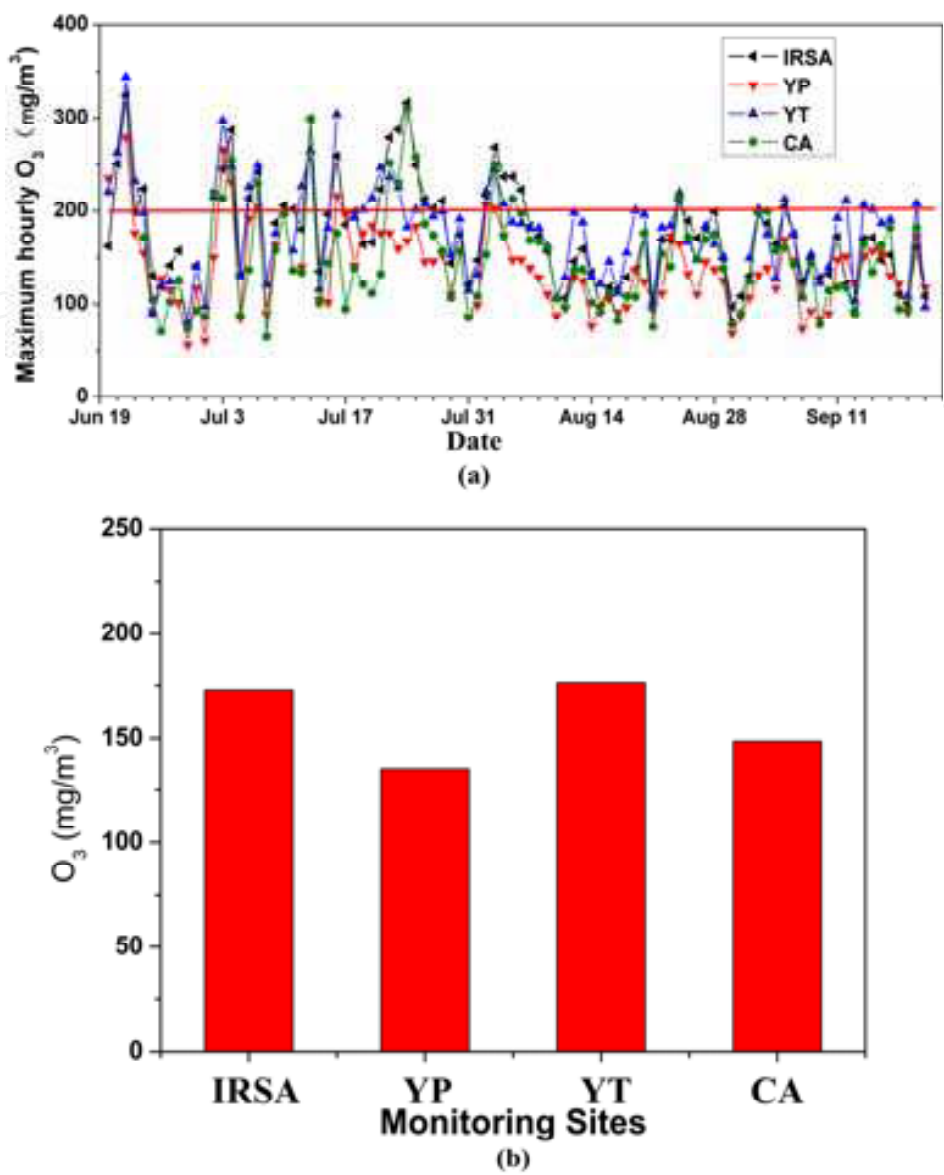 400
300
200
100
0
Maximum hourly O3 (mg/m3)
IRSA
YP
YT
CA
Jun 19 Jul 3 Jul 17 Jul 31 Aug 14 Aug 28 Sep 11
Date
(a)
250
200
150
100
50
0
O3 (mg/m3)
IRSA YP YT CA
Monitoring Sites
(b)